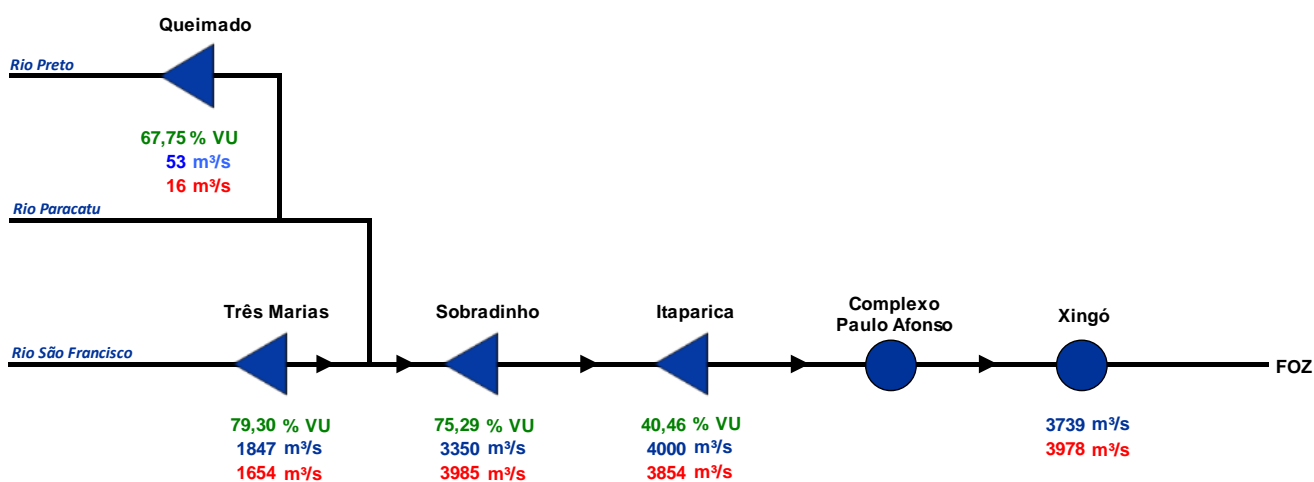 Queimado
Rio Preto
67,75 % VU
53 m³/s
16 m³/s
Rio Paracatu
Três Marias
Sobradinho
Itaparica
Complexo
Paulo Afonso
Xingó
Rio São Francisco
FOZ
79,30 % VU
1847 m³/s
1654 m³/s
75,29 % VU
3350 m³/s
3985 m³/s
40,46 % VU
4000 m³/s
3854 m³/s
3739 m³/s
3978 m³/s